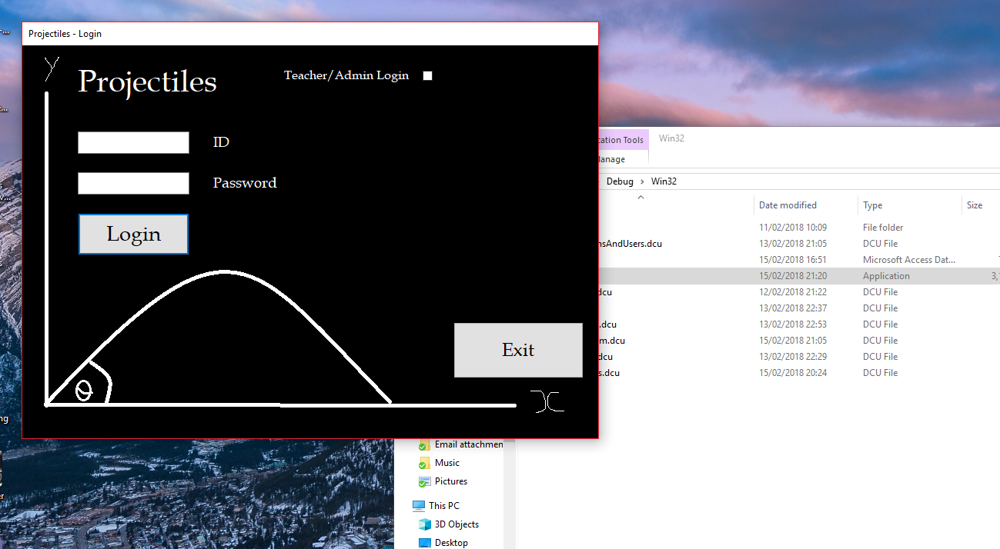 Projectiles - Login
y
Projectiles
Teacher/Admin Login
ID
Password
Login
θ
Exit
x
Tools
Win32
Debug > Win32
Date modified
Type
Size
11/02/2018 10:09
File folder
nsAndUsers.dcu
13/02/2018 21:05
DCU File
15/02/2018 16:51
Microsoft Access Dat...
15/02/2018 21:20
Application
3,
dcu
12/02/2018 21:22
DCU File
13/02/2018 22:37
DCU File
.dcu
13/02/2018 22:53
DCU File
m.dcu
15/02/2018 21:05
DCU File
dcu
13/02/2018 22:29
DCU File
s.dcu
15/02/2018 20:24
DCU File
Email attachmen
Music
Pictures
This PC
3D Objects
Desktop